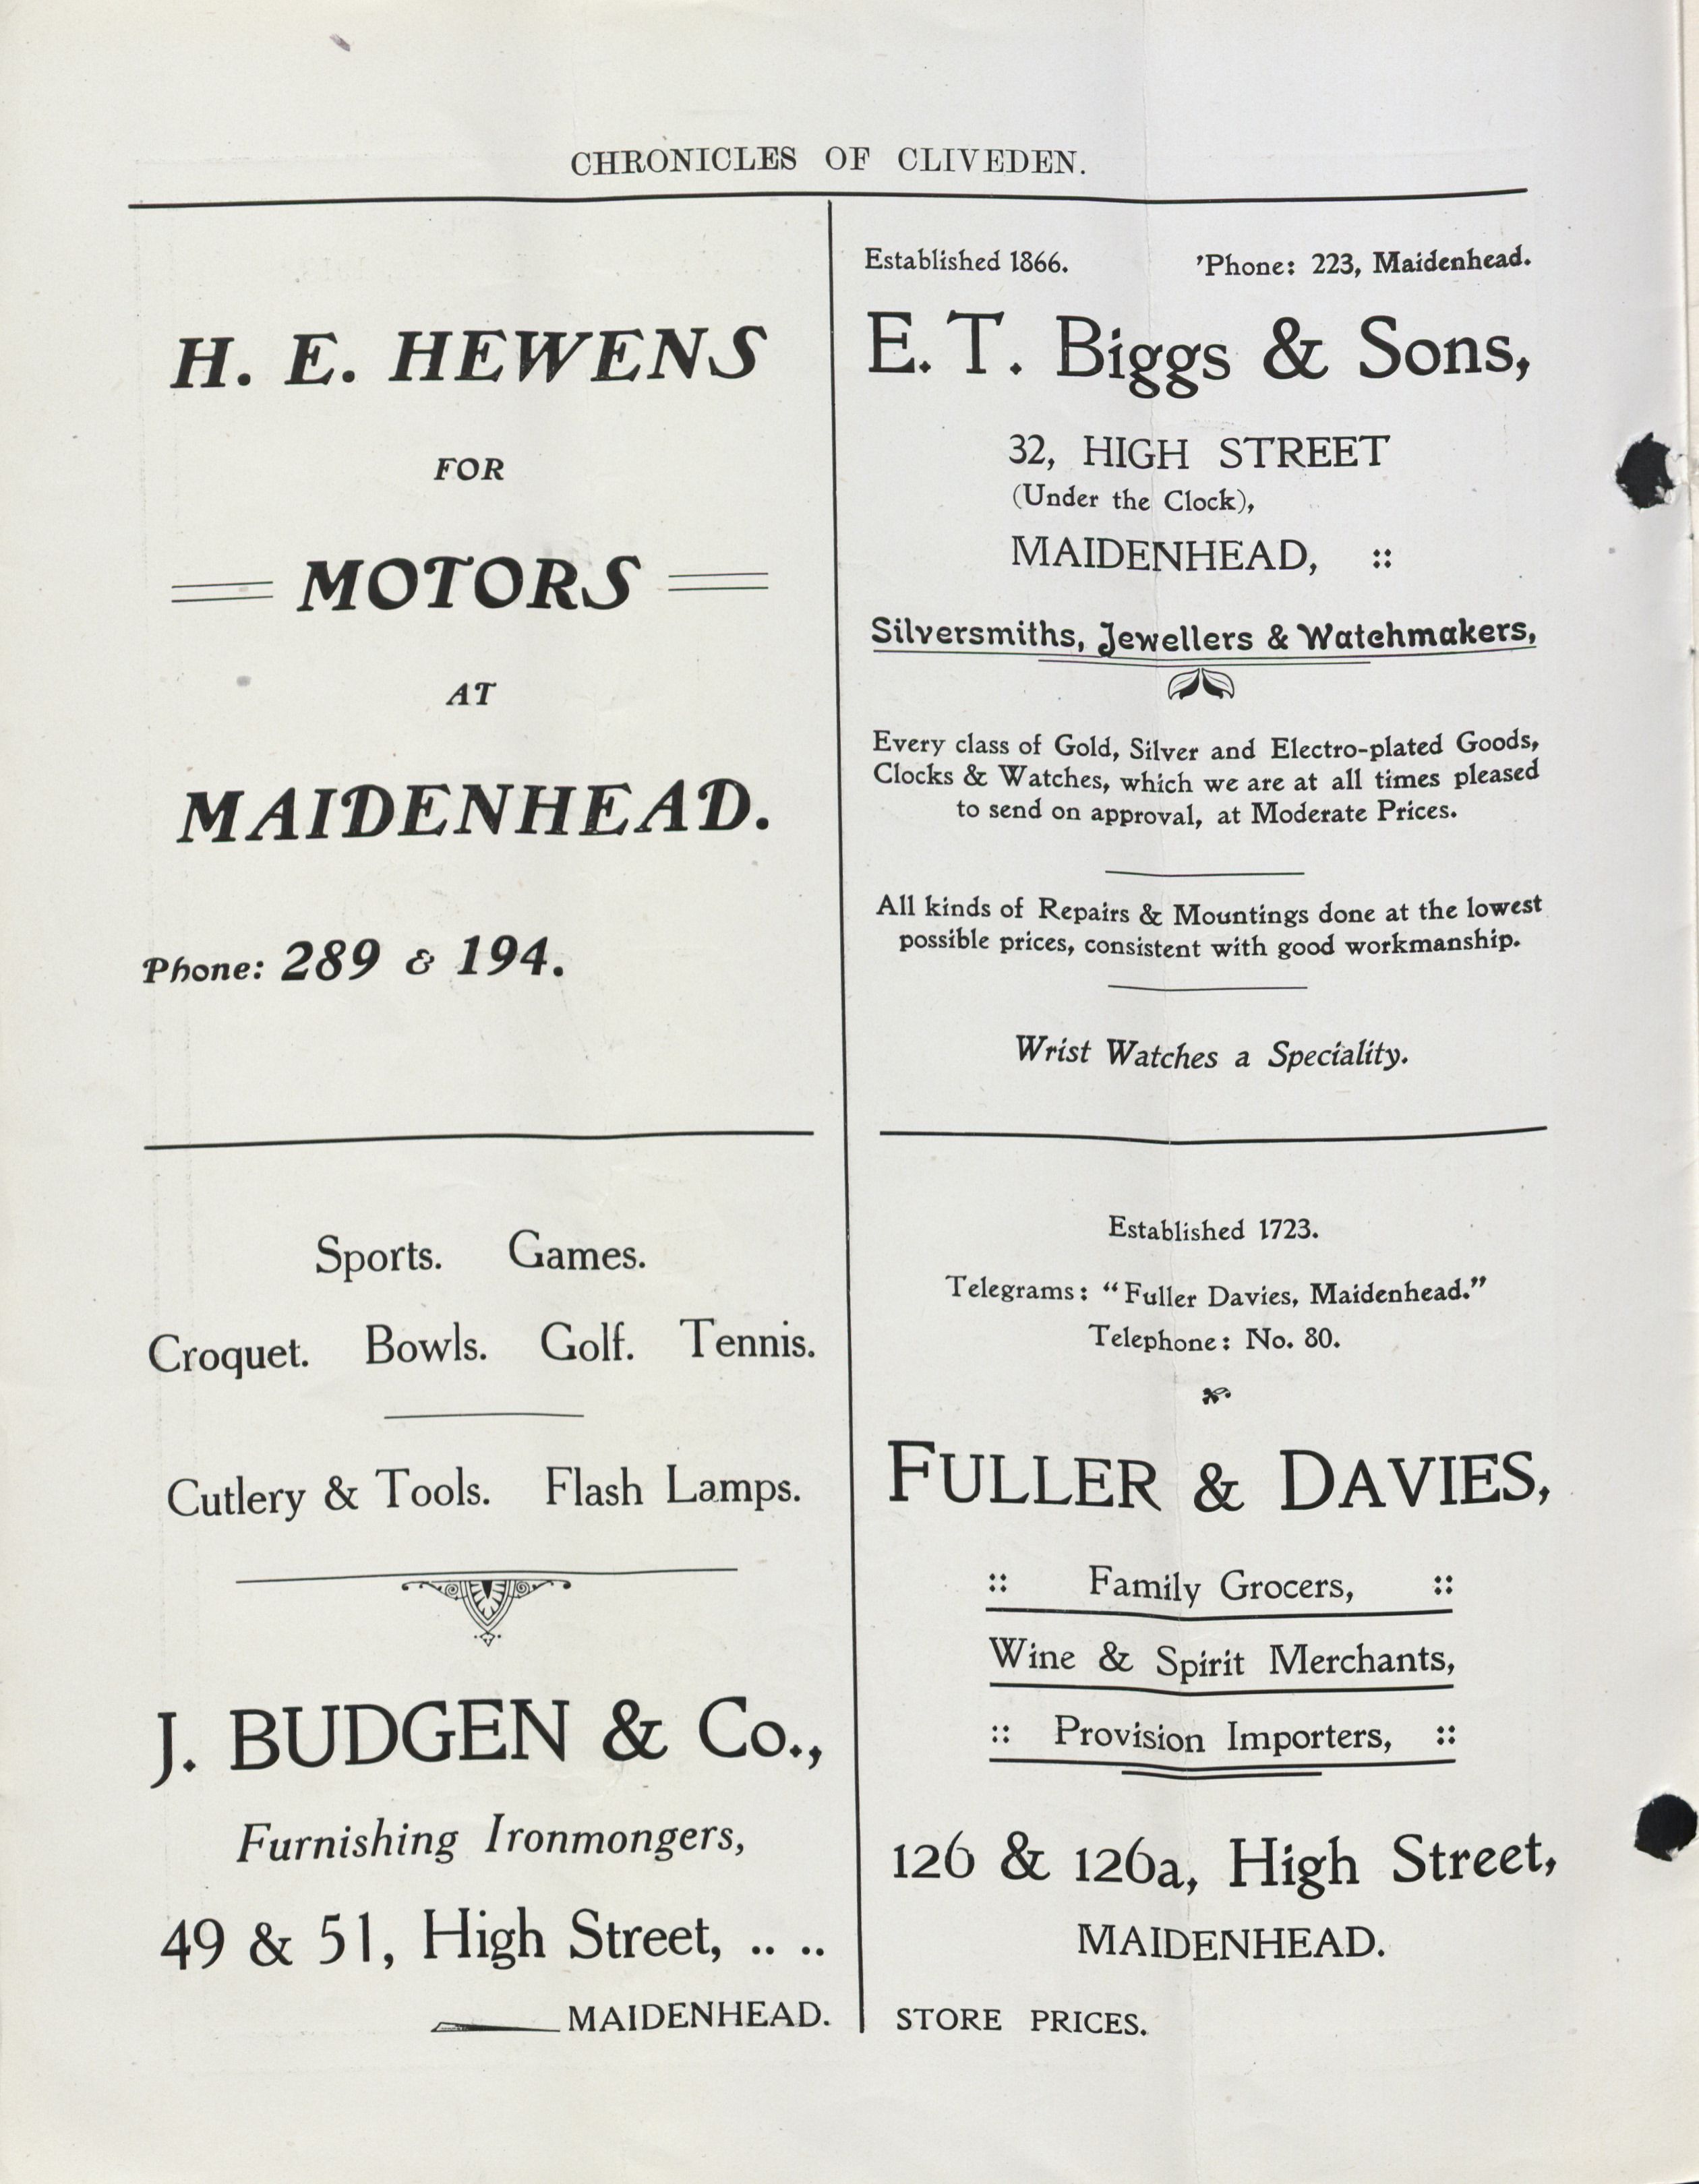 CHRONICLES OF CLIVEDEN.
H. E. HEWENS
FOR
MOTORS
AT
MAIDENHEAD.
Phone: 289 & 194.
Sports. Games.
Croquet. Bowls. Golf. Tennis.
Cutlery & Tools. Flash Lamps.
J. BUDGEN & Co.,
Furnishing Ironmongers,
49 & 51, High Street, .. ..
MAIDENHEAD.
Established 1866. 'Phone: 223, Maidenhead.
E. T. Biggs & Sons,
32, HIGH STREET
(Under the Clock),
MAIDENHEAD, ::
Silversmiths, Jewellers & Watchmakers,
Every class of Gold, Silver and Electro-plated Goods,
Clocks & Watches, which we are at all times pleased
to send on approval, at Moderate Prices.
All kinds of Repairs & Mountings done at the lowest
possible prices, consistent with good workmanship.
Wrist Watches a Speciality.
Established 1723.
Telegrams: “Fuller Davies, Maidenhead.”
Telephone: No. 80.
FULLER & DAVIES,
:: Family Grocers, ::
Wine & Spirit Merchants,
:: Provision Importers, ::
126 & 126a, High Street,
MAIDENHEAD.
STORE PRICES.